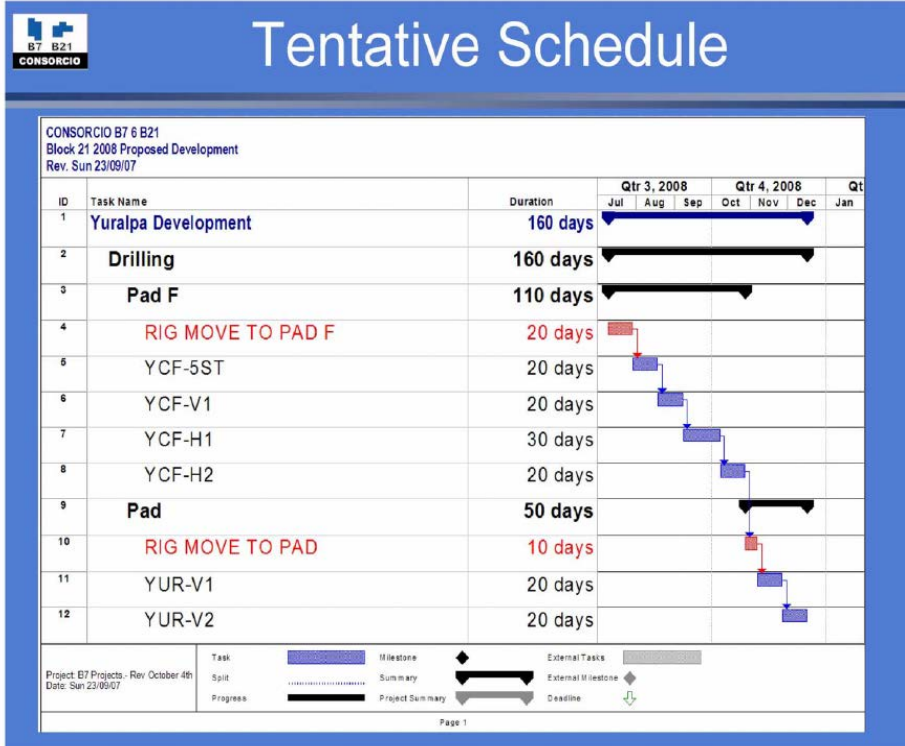 B7 B21
CONSORCIO
Tentative Schedule
CONSORCIO B7 6 B21
Block 21 2008 Proposed Development
Rev. Sun 23/09/07
Qtr 3, 2008 Qtr 4, 2008 Qt
ID Task Name Duration Jul Aug Sep Oct Nov Dec Jan
1 Yuralpa Development 160 days
2 Drilling 160 days
3 Pad F 110 days
4 RIG MOVE TO PAD F 20 days
5 YCF-5ST 20 days
6 YCF-V1 20 days
7 YCF-H1 30 days
8 YCF-H2 20 days
9 Pad 50 days
10 RIG MOVE TO PAD 10 days
11 YUR-V1 20 days
12 YUR-V2 20 days
Project: B7 Projects.- Rev October 4th
Date: Sun 23/09/07
Task Milestone External Tasks
Split Summary External Milestone
Progress Project Summary Deadline
Page 1